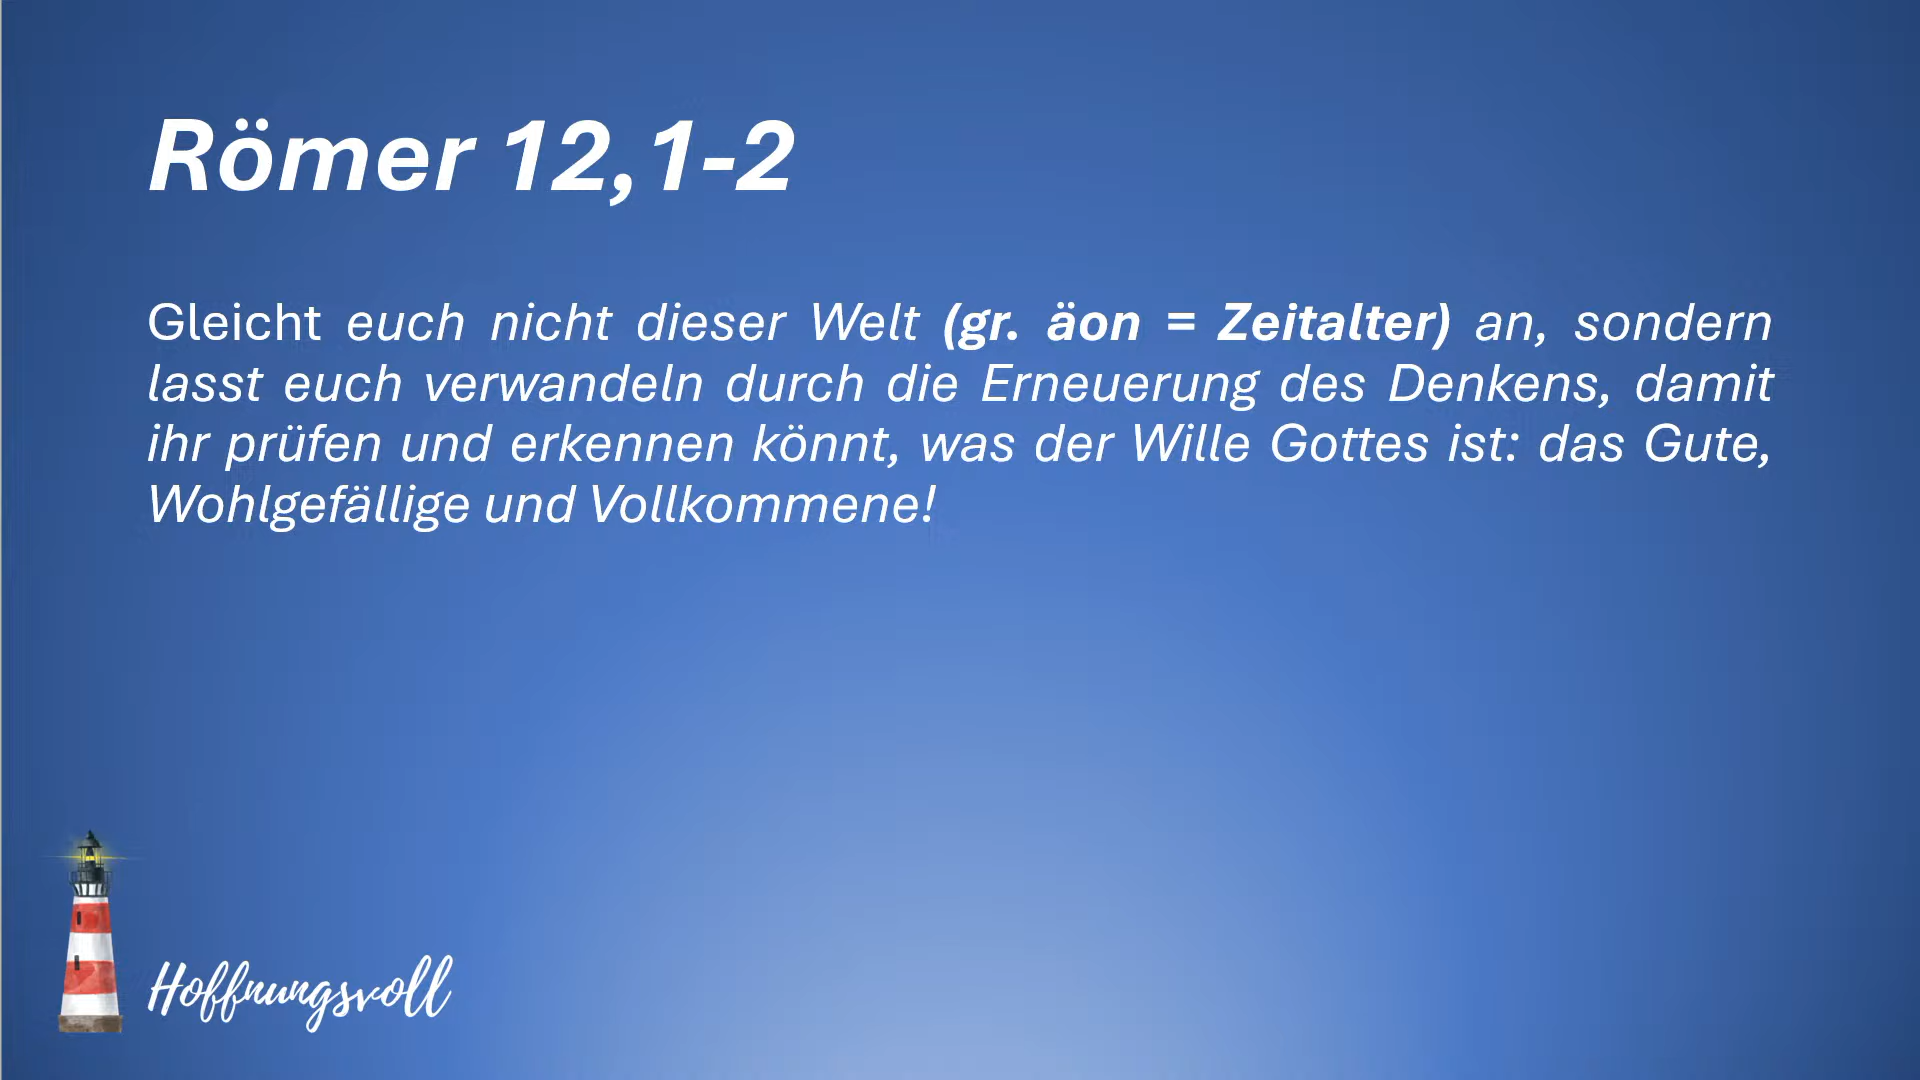 Römer 12,1-2
Gleicht euch nicht dieser Welt (gr. äon = Zeitalter) an, sondern
lasst euch verwandeln durch die Erneuerung des Denkens, damit
ihr prüfen und erkennen könnt, was der Wille Gottes ist: das Gute,
Wohlgefällige und Vollkommene!
Hoffnungsvoll